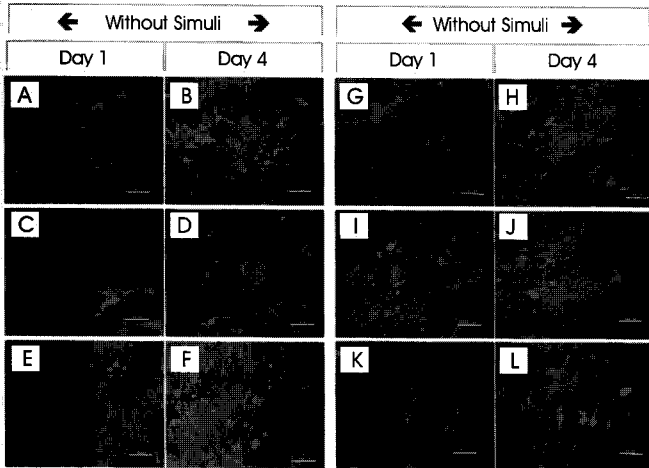 ← Without Simuli →
← Without Simuli →
Day 1
Day 4
Day 1
Day 4
A
B
G
H
C
D
I
J
E
F
K
L